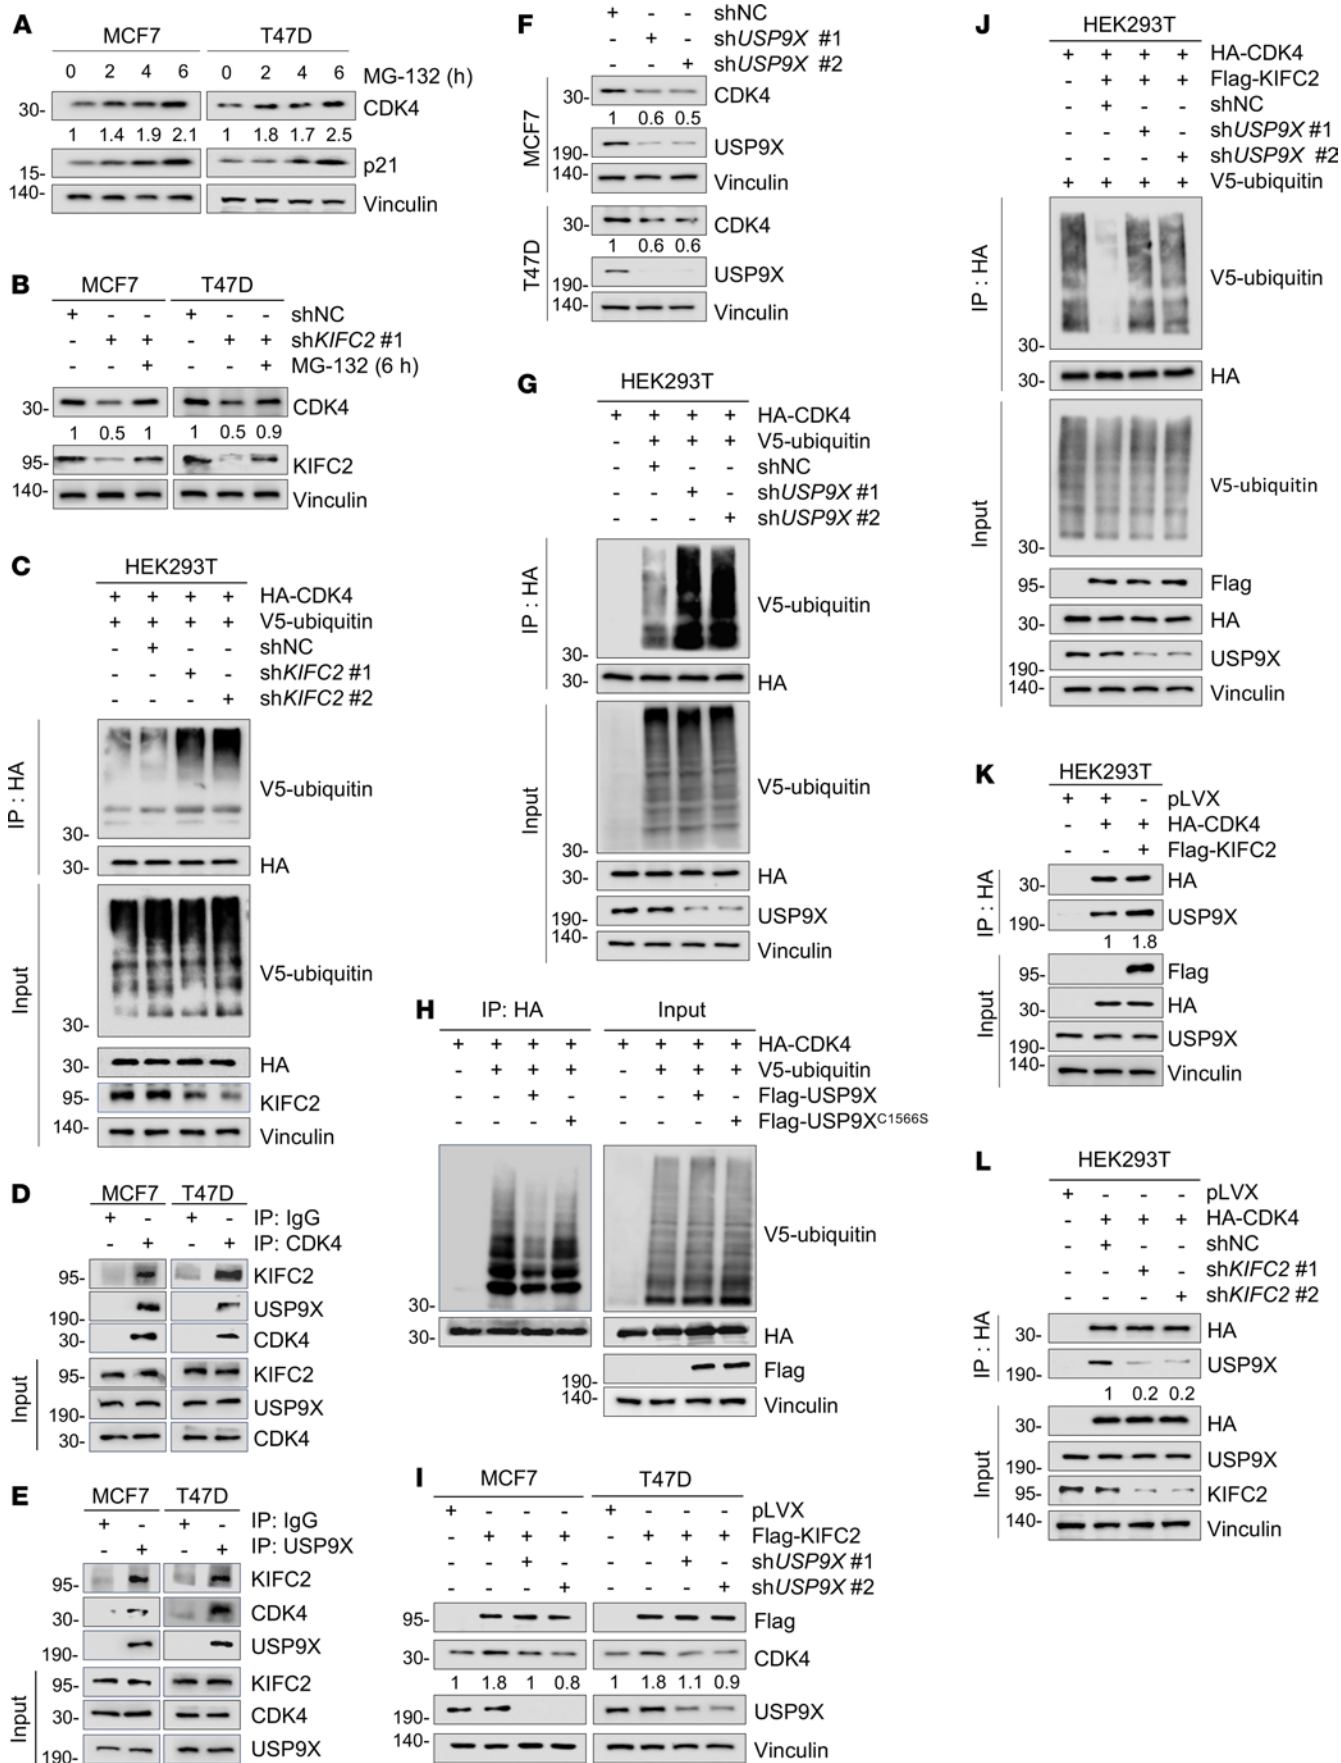 A
MCF7 T47D
0 2 4 6 0 2 4 6 MG-132 (h)
30- CDK4
1 1.4 1.9 2.1 1 1.8 1.7 2.5
15- p21
140- Vinculin
B
MCF7 T47D
+ - - + - - shNC
- + + - + + shKIFC2 #1
- - + - - + MG-132 (6 h)
30- CDK4
1 0.5 1 1 0.5 0.9
95- KIFC2
140- Vinculin
C
HEK293T
+ + + + HA-CDK4
+ + + + V5-ubiquitin
- + - - shNC
- - + - shKIFC2 #1
- - - + shKIFC2 #2
IP : HA
V5-ubiquitin
30-
30- HA
Input
V5-ubiquitin
30-
30- HA
95- KIFC2
140- Vinculin
D
MCF7 T47D
+ - + - IP: IgG
- + - + IP: CDK4
95- KIFC2
190- USP9X
30- CDK4
Input
95- KIFC2
190- USP9X
30- CDK4
E
MCF7 T47D
+ - + - IP: IgG
- + - + IP: USP9X
95- KIFC2
30- CDK4
190- USP9X
Input
95- KIFC2
30- CDK4
190- USP9X
F
+ - - shNC
- + - shUSP9X #1
- - + shUSP9X #2
MCF7
30- CDK4
1 0.6 0.5
190- USP9X
140- Vinculin
T47D
30- CDK4
1 0.6 0.6
190- USP9X
140- Vinculin
G
HEK293T
+ + + + HA-CDK4
- + + + V5-ubiquitin
- + - - shNC
- - + - shUSP9X #1
- - - + shUSP9X #2
IP : HA
V5-ubiquitin
30-
30- HA
Input
V5-ubiquitin
30-
30- HA
190- USP9X
140- Vinculin
H
IP: HA Input
+ + + + + + + + HA-CDK4
- + + + - + + + V5-ubiquitin
- - + - - - + - Flag-USP9X
- - - + - - - + Flag-USP9XC1566S
V5-ubiquitin
30-
30- HA
190- Flag
140- Vinculin
I
MCF7 T47D
+ - - - + - - - pLVX
- + + + - + + + Flag-KIFC2
- - + - - - + - shUSP9X #1
- - - + - - - + shUSP9X #2
95- Flag
30- CDK4
1 1.8 1 0.8 1 1.8 1.1 0.9
190- USP9X
140- Vinculin
J
HEK293T
+ + + + HA-CDK4
- + + + Flag-KIFC2
- + - - shNC
- - + - shUSP9X #1
- - - + shUSP9X #2
+ + + + V5-ubiquitin
IP : HA
V5-ubiquitin
30-
30- HA
Input
V5-ubiquitin
30-
95- Flag
30- HA
190- USP9X
140- Vinculin
K
HEK293T
+ + - pLVX
- + + HA-CDK4
- - + Flag-KIFC2
IP : HA
30- HA
190- USP9X
1 1.8
Input
95- Flag
30- HA
190- USP9X
140- Vinculin
L
HEK293T
+ - - - pLVX
- + + + HA-CDK4
- + - - shNC
- - + - shKIFC2 #1
- - - + shKIFC2 #2
IP : HA
30- HA
190- USP9X
1 0.2 0.2
Input
30- HA
190- USP9X
95- KIFC2
140- Vinculin